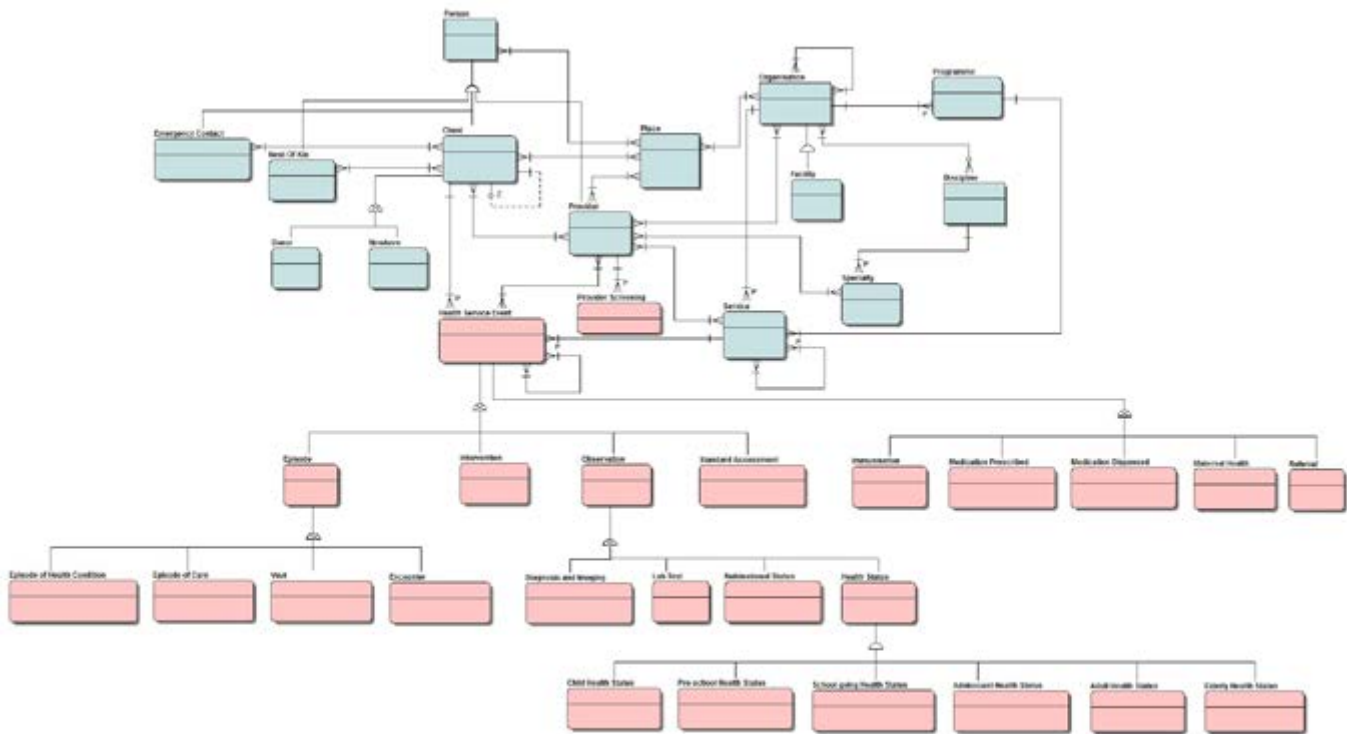 Person
Organisation
Programme
Emergency Contact
Client
Place
Next Of Kin
Facility
Discipline
Provider
Donor
Newborn
Specialty
Provider Screening
Service
Health Service Event
P
P
P
P
P
P
Episode
Intervention
Observation
Standard Assessment
Immunisation
Medication Prescribed
Medication Dispensed
Maternal Health
Referral
Episode of Health Condition
Episode of Care
Visit
Encounter
Diagnosis and
Lab Test
Nutritional Status
Health Status
Child Health Status
Pre-school Health Status
School going Health Status
Adolescent Health Status
Adult Health Status
Elderly Health Status